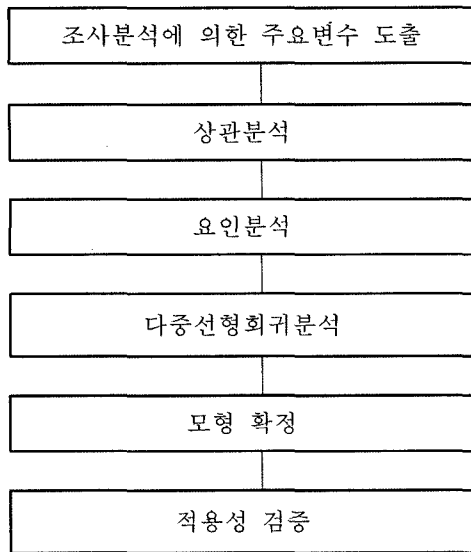 조사분석에 의한 주요변수 도출
상관분석
요인분석
다중선형회귀분석
모형 확정
적용성 검증